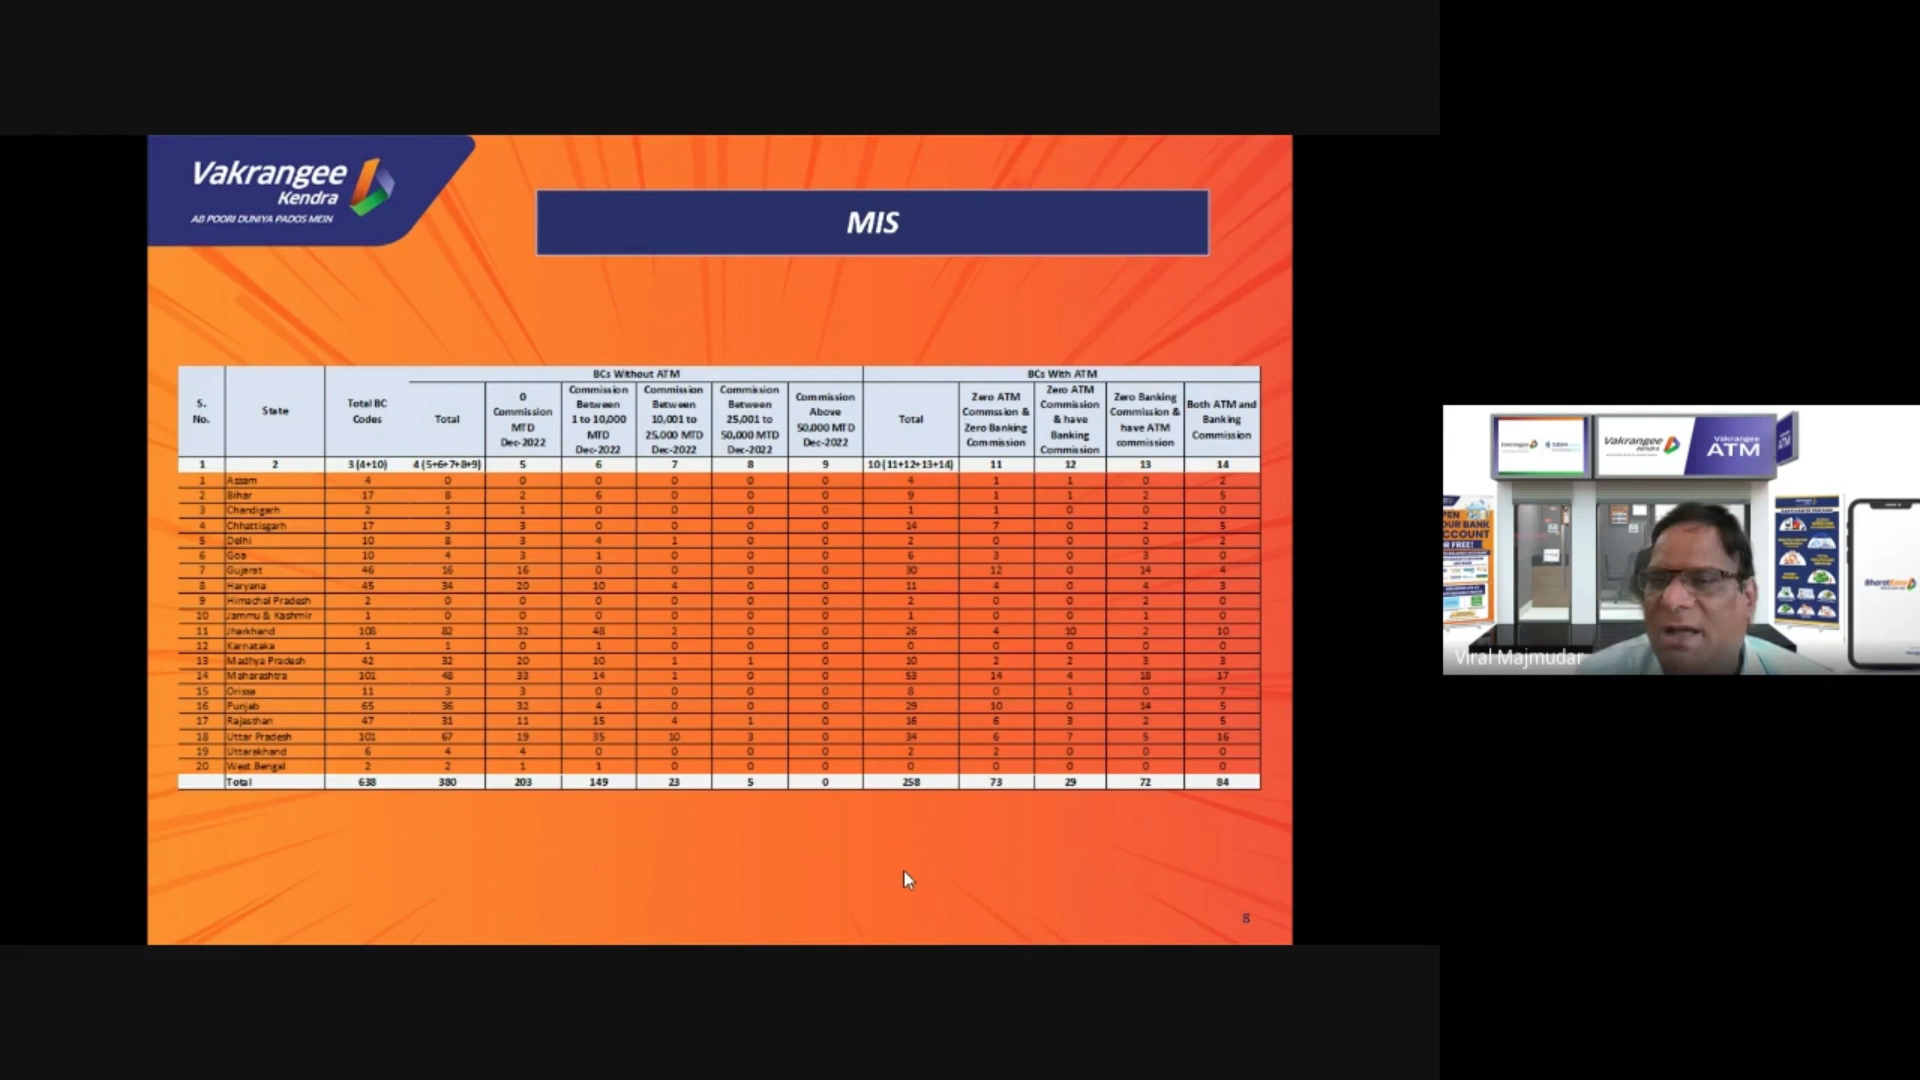 Vakrangee
Kendra
AB POORI DUNIYA PADOS MEIN
MIS
S. No. | State | Total BC Codes | BCs Without ATM | BCs With ATM
Total | 0 Commission MTD Dec-2022 | Commission Between 1 to 10,000 MTD Dec-2022 | Commission Between 10,001 to 25,000 MTD Dec-2022 | Commission Between 25,001 to 50,000 MTD Dec-2022 | Commission Above 50,000 MTD Dec-2022 | Total | Zero ATM Commssion & Zero Banking Commission | Zero ATM Commission & have Banking Commission | Zero Banking Commission & have ATM commission | Both ATM and Banking Commission
1 2 3 (4+10) 4 (5+6+7+8+9) 5 6 7 8 9 10 (11+12+13+14) 11 12 13 14
1 Assam 4 0 0 0 0 0 0 4 1 1 0 2
2 Bihar 17 8 2 6 0 0 0 9 1 1 2 5
3 Chandigarh 2 1 1 0 0 0 0 1 1 0 0 0
4 Chhattisgarh 17 3 3 0 0 0 0 14 7 0 2 5
5 Delhi 10 8 3 4 1 0 0 2 0 0 0 2
6 Goa 10 4 3 1 0 0 0 6 3 0 3 0
7 Gujarat 46 16 16 0 0 0 0 30 12 0 14 4
8 Haryana 45 34 20 10 4 0 0 11 4 0 4 3
9 Himachal Pradesh 2 0 0 0 0 0 0 2 0 0 2 0
10 Jammu & Kashmir 1 0 0 0 0 0 0 1 0 0 1 0
11 Jharkhand 108 82 32 48 2 0 0 26 4 10 2 10
12 Karnataka 1 1 0 1 0 0 0 0 0 0 0 0
13 Madhya Pradesh 42 32 20 10 1 1 0 10 2 2 3 3
14 Maharashtra 101 48 33 14 1 0 0 53 14 4 18 17
15 Orissa 11 3 3 0 0 0 0 8 0 1 0 7
16 Punjab 65 36 32 4 0 0 0 29 10 0 14 5
17 Rajasthan 47 31 11 15 4 1 0 16 6 3 2 5
18 Uttar Pradesh 101 67 19 35 10 3 0 34 6 7 5 16
19 Uttarakhand 6 4 4 0 0 0 0 2 2 0 0 0
20 West Bengal 2 2 1 1 0 0 0 0 0 0 0 0
Total 638 380 203 149 23 5 0 258 73 29 72 84
8
Vakrangee
Vakrangee
ATM
BANK
ACCOUNT
FREE!
Viral Majmudar